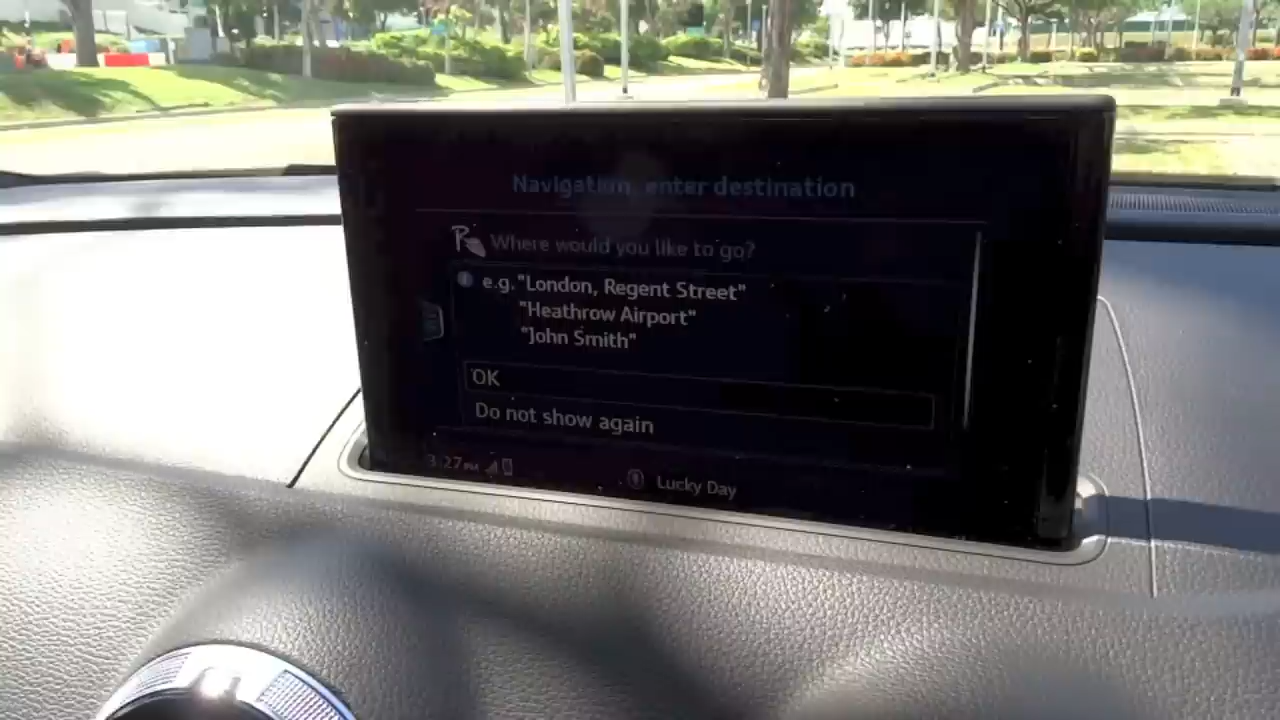 Navigation, enter destination
Where would you like to go?
e.g. "London, Regent Street"
"Heathrow Airport"
"John Smith"
OK
Do not show again
3:27 PM
Lucky Day